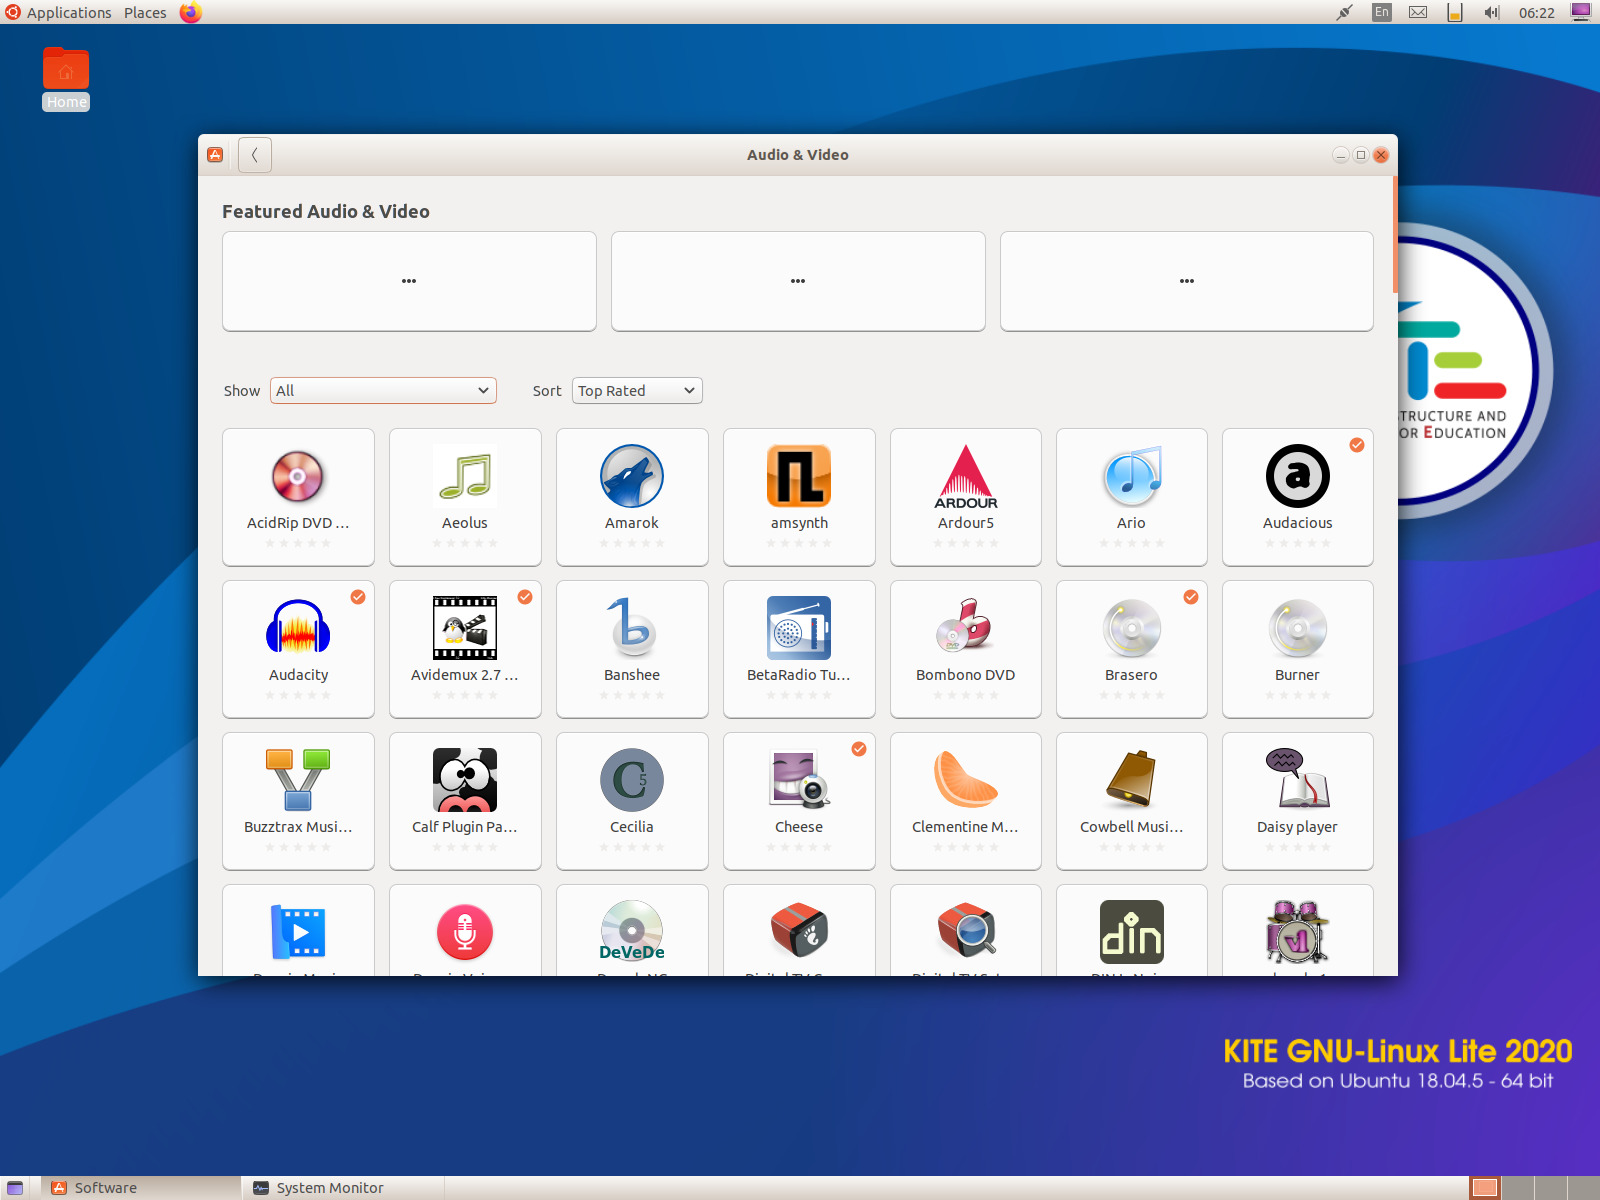 Applications Places
En
06:22
Home
Audio & Video
Featured Audio & Video
...
...
...
Show All Sort Top Rated
ARDOUR
AcidRip DVD ...
Aeolus
Amarok
amsynth
Ardour5
Ario
a
Audacious
Audacity
Avidemux 2.7 ...
Banshee
BetaRadio Tu...
Bombono DVD
Brasero
Burner
Buzztrax Musi...
Calf Plugin Pa...
C5
Cecilia
Cheese
Clementine M...
Cowbell Musi...
Daisy player
DeVeDe
din
STRUCTURE AND
OR EDUCATION
KITE GNU-Linux Lite 2020
Based on Ubuntu 18.04.5 - 64 bit
Software
System Monitor